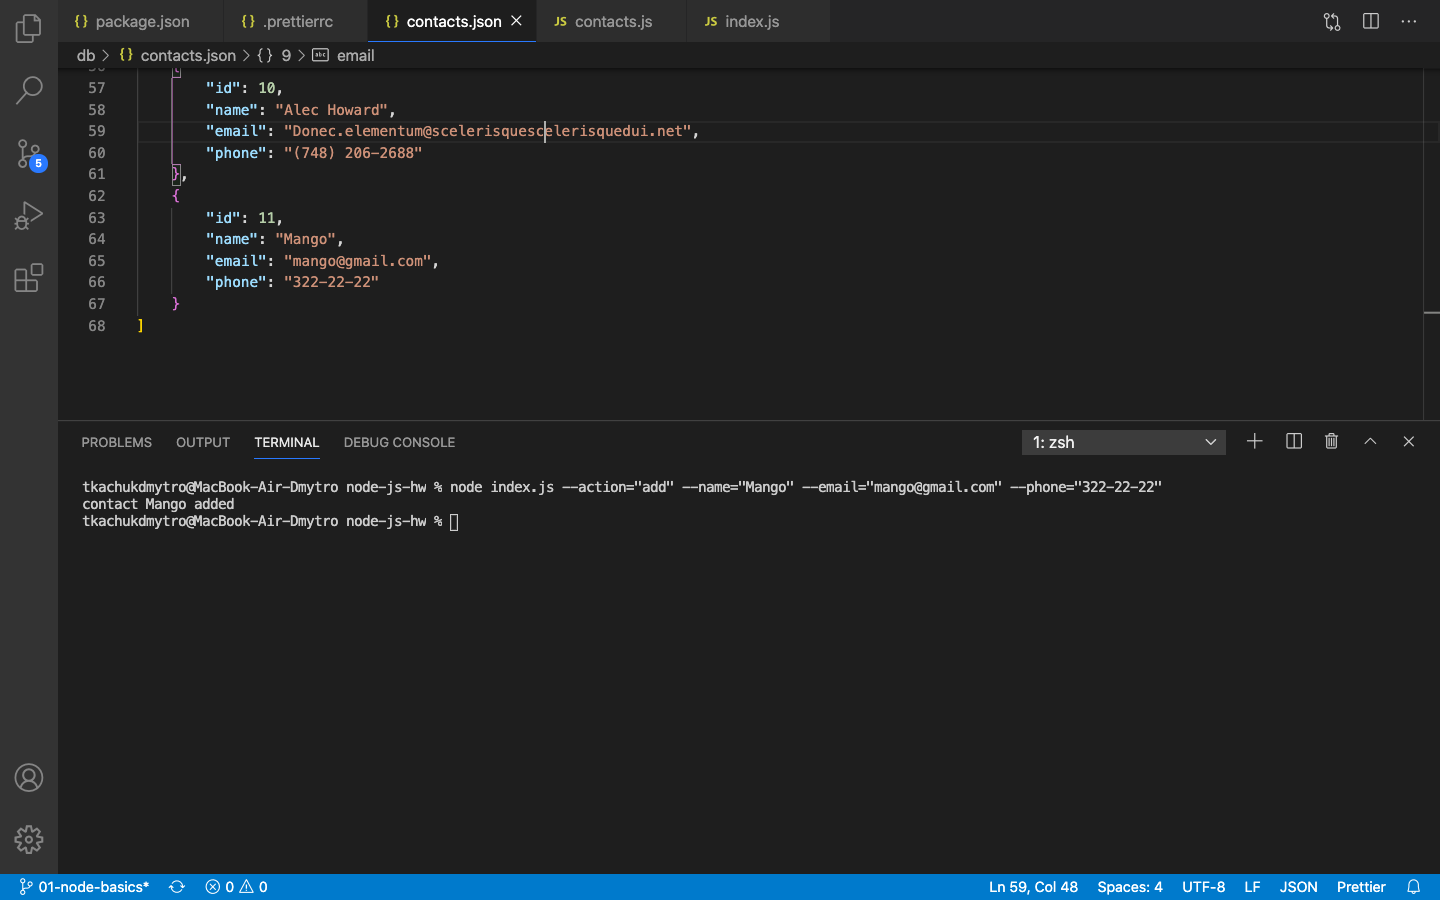 {} package.json {} .prettierrc {} contacts.json JS contacts.js JS index.js
db > {} contacts.json > {} 9 > abc email
56 {
57 "id": 10,
58 "name": "Alec Howard",
59 "email": "Donec.elementum@scelerisquescelerisquedui.net",
60 "phone": "(748) 206-2688"
61 },
62 {
63 "id": 11,
64 "name": "Mango",
65 "email": "mango@gmail.com",
66 "phone": "322-22-22"
67 }
68 ]
5
PROBLEMS OUTPUT TERMINAL DEBUG CONSOLE 1: zsh
tkachukdmytro@MacBook-Air-Dmytro node-js-hw % node index.js --action="add" --name="Mango" --email="mango@gmail.com" --phone="322-22-22"
contact Mango added
tkachukdmytro@MacBook-Air-Dmytro node-js-hw %
01-node-basics* 0 0 Ln 59, Col 48 Spaces: 4 UTF-8 LF JSON Prettier